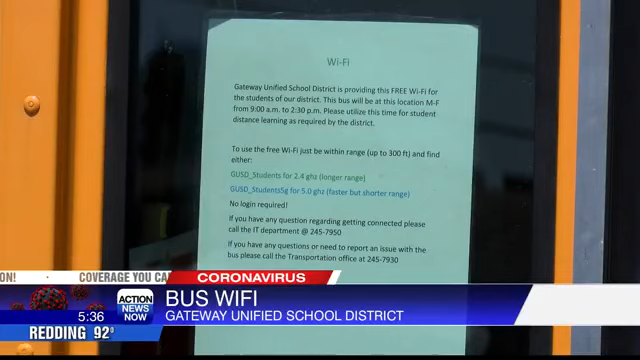 Wi-Fi
Gateway Unified School District is providing this FREE Wi-Fi for
the students of our district. This bus will be at this location M-F
from 9:00 a.m. to 2:30 p.m. Please utilize this time for student
distance learning as required by the district.
To use the free Wi-Fi just be within range (up to 300 ft) and find
either:
GUSD_Students for 2.4 ghz (longer range)
GUSD_Students5g for 5.0 ghz (faster but shorter range)
No login required!
If you have any question regarding getting connected please
call the IT department @ 245-7950
If you have any questions or need to report an issue with the
bus please call the Transportation office at 245-7930
ON!
COVERAGE YOU CA
CORONAVIRUS
5:36
ACTION
NEWS
NOW
BUS WIFI
GATEWAY UNIFIED SCHOOL DISTRICT
REDDING 92°